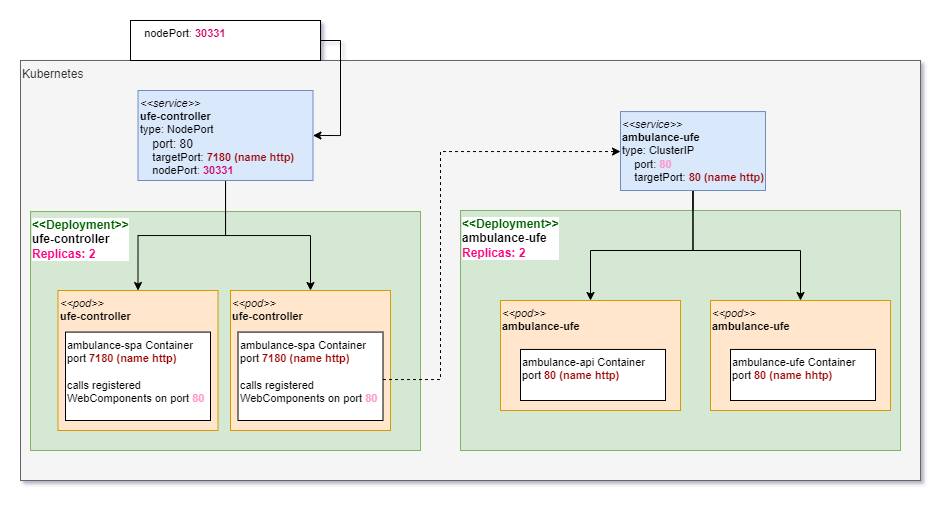 nodePort: 30331
Kubernetes
<<service>>
ufe-controller
type: NodePort
port: 80
targetPort: 7180 (name http)
nodePort: 30331
<<service>>
ambulance-ufe
type: ClusterIP
port: 80
targetPort: 80 (name http)
<<Deployment>>
ufe-controller
Replicas: 2
<<Deployment>>
ambulance-ufe
Replicas: 2
<<pod>>
ufe-controller
ambulance-spa Container
port 7180 (name http)
calls registered
WebComponents on port 80
<<pod>>
ufe-controller
ambulance-spa Container
port 7180 (name http)
calls registered
WebComponents on port 80
<<pod>>
ambulance-ufe
ambulance-api Container
port 80 (name http)
<<pod>>
ambulance-ufe
ambulance-ufe Container
port 80 (name hhtp)